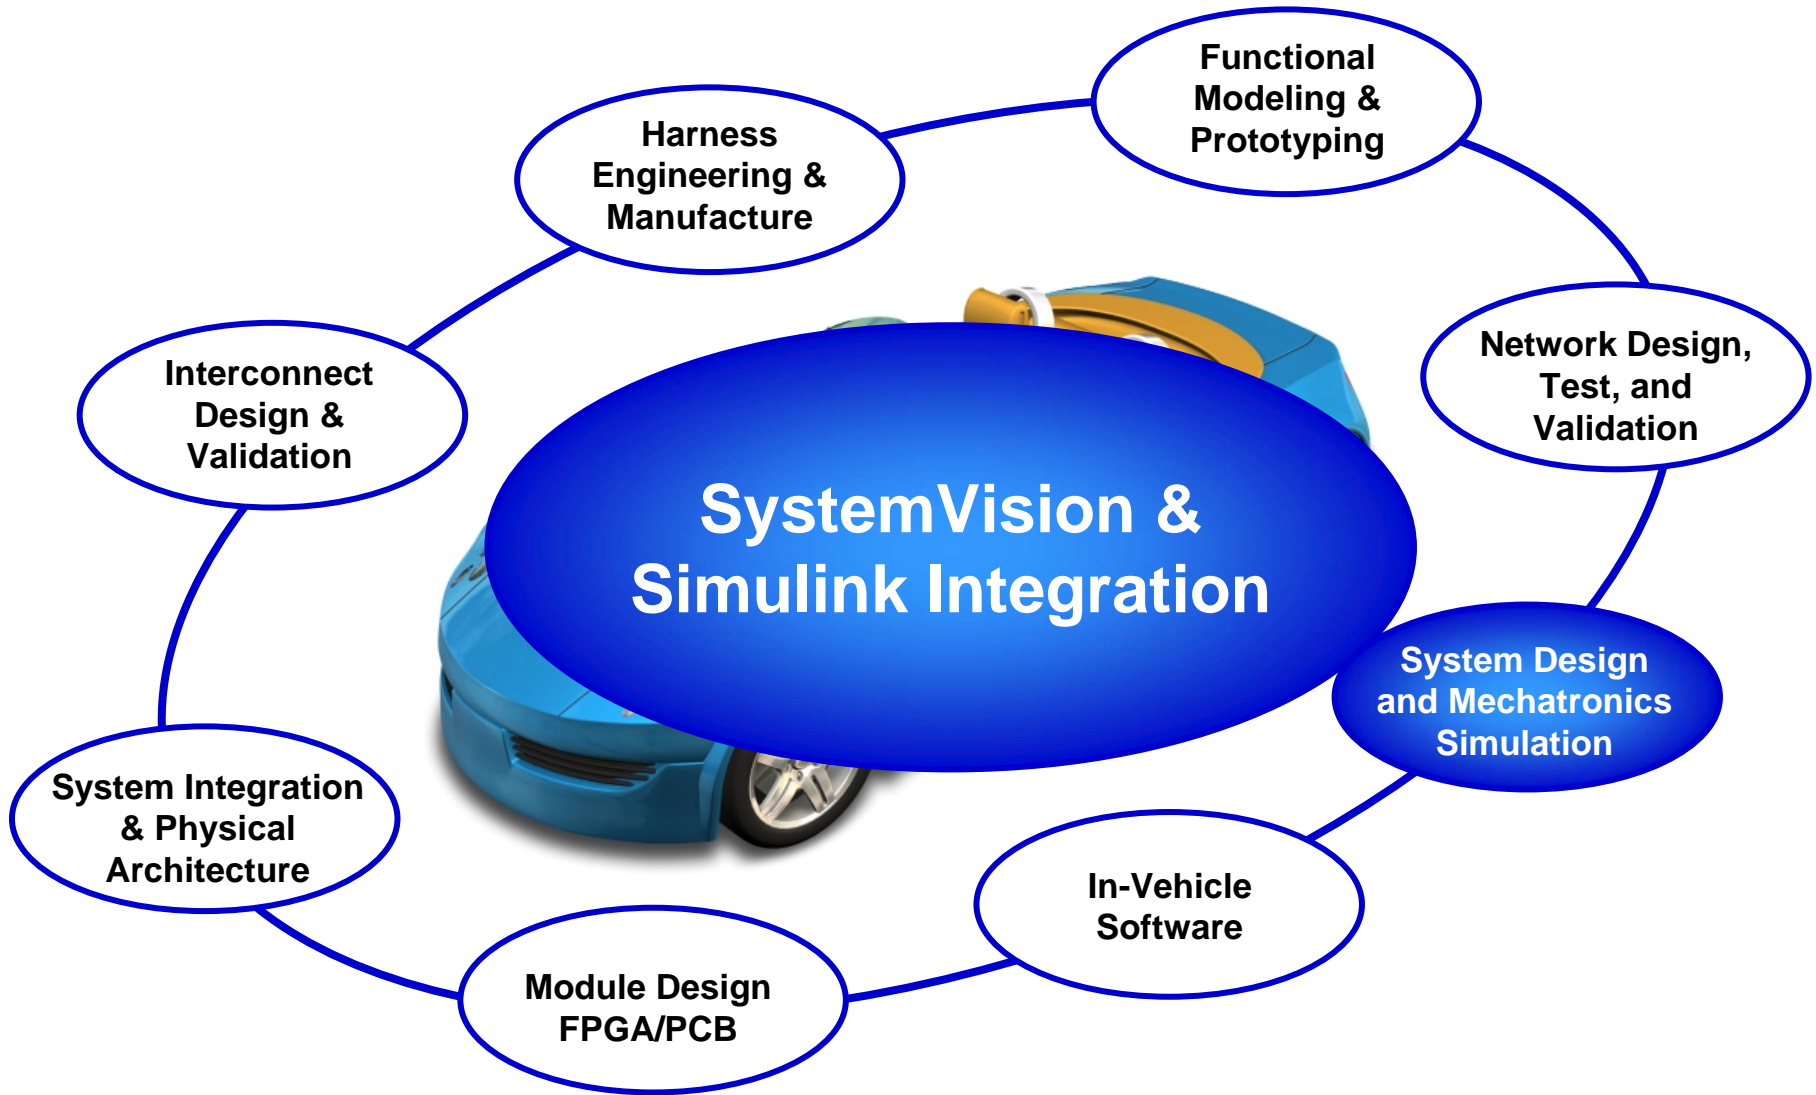 Functional
Modeling &
Prototyping
Harness
Engineering &
Manufacture
Network Design,
Test, and
Validation
Interconnect
Design &
Validation
SystemVision &
Simulink Integration
System Design
and Mechatronics
Simulation
System Integration
& Physical
Architecture
In-Vehicle
Software
Module Design
FPGA/PCB